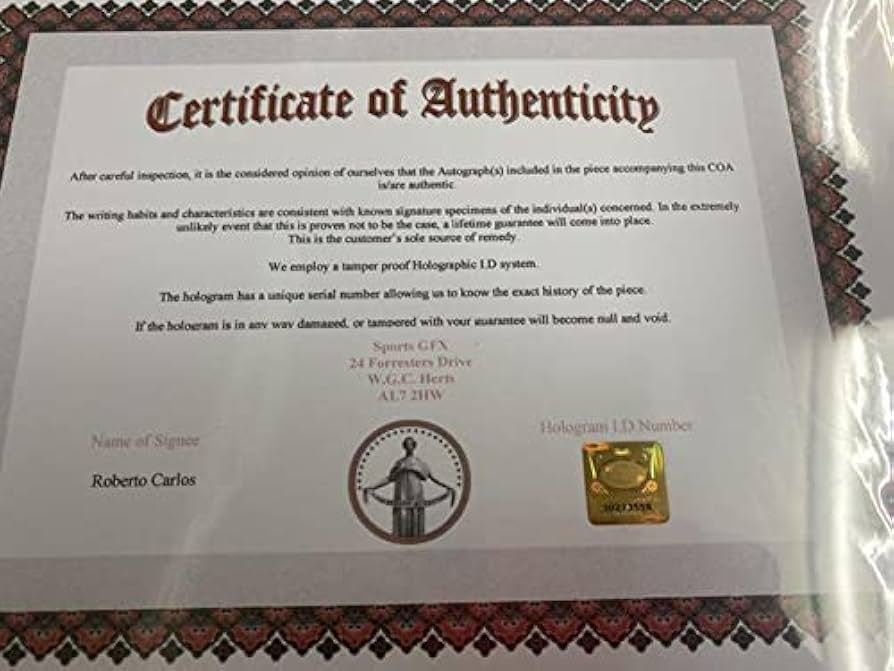 Certificate of Authenticity
After careful inspection, it is the considered opinion of ourselves that the Autograph(s) included in the piece accompanying this COA
is/are authentic.
The writing habits and characteristics are consistent with known signature specimens of the individual(s) concerned. In the extremely
unlikely event that this is proven not to be the case, a lifetime guarantee will come into place.
This is the customer's sole source of remedy.
We employ a tamper proof Holographic I.D system.
The hologram has a unique serial number allowing us to know the exact history of the piece.
If the hologram is in any way damaged, or tampered with your guarantee will become null and void.
Sports GFX
24 Forresters Drive
W.G.C. Herts
AL7 2HW
Name of Signee
Hologram I.D Number
Roberto Carlos